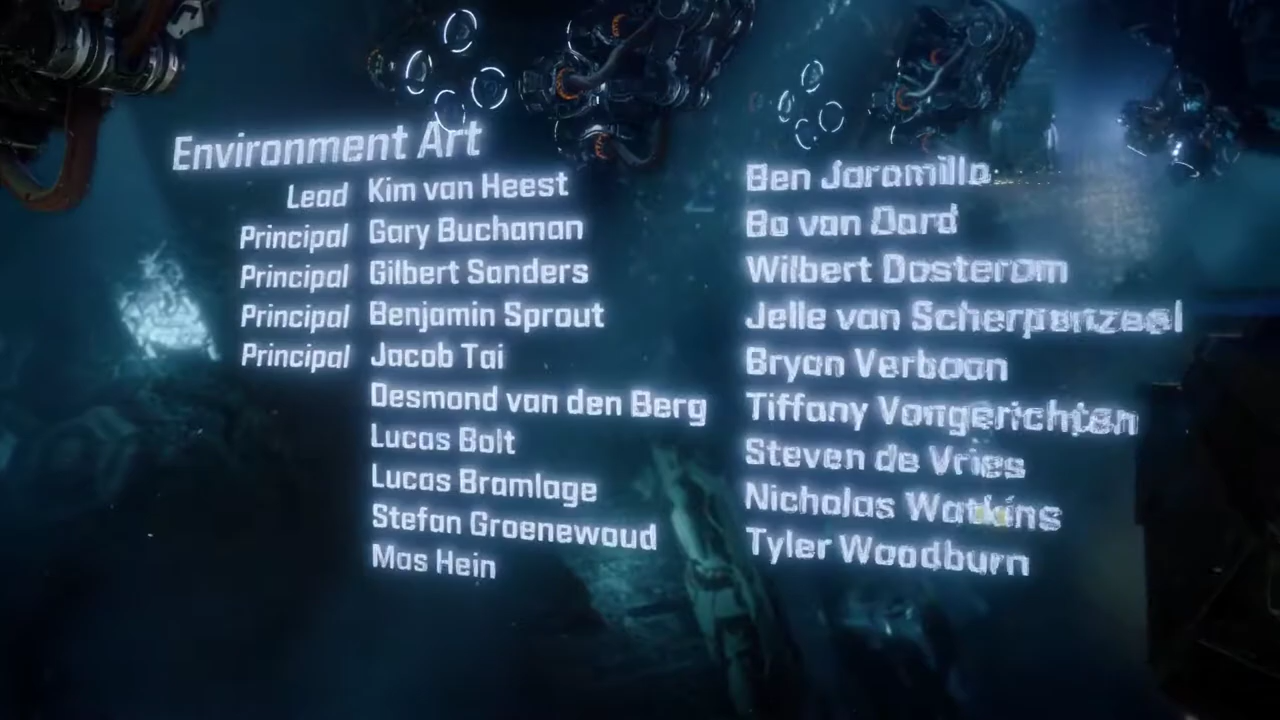 Environment Art
Lead Kim van Heest
Principal Gary Buchanan
Principal Gilbert Sanders
Principal Benjamin Sprout
Principal Jacob Tai
Desmond van den Berg
Lucas Bolt
Lucas Bramlage
Stefan Groenewoud
Mas Hein
Ben Jaramillo
Bo van Oord
Wilbert Oosterom
Jelle van Scherpenzeel
Bryan Verboon
Tiffany Vongerichten
Steven de Vries
Nicholas Watkins
Tyler Woodburn